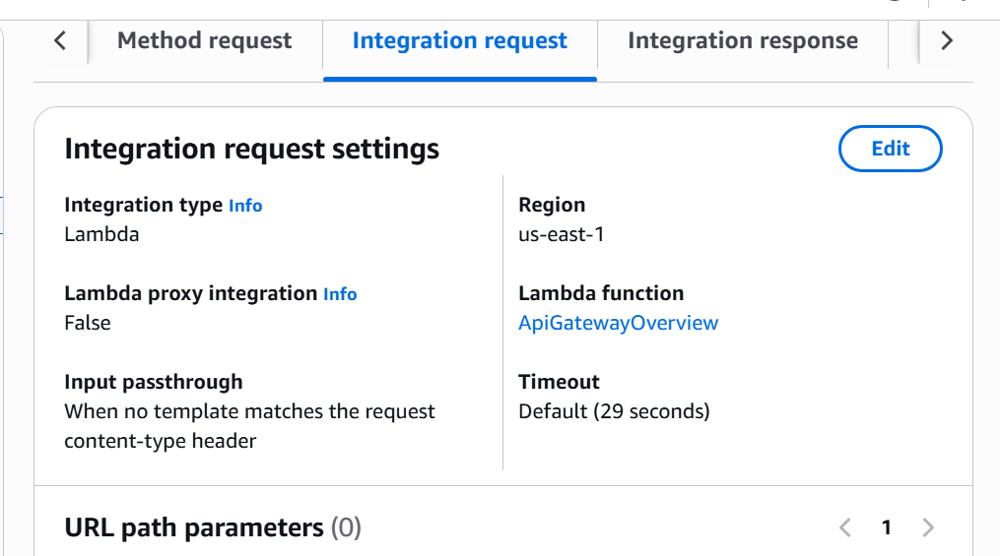 Method request
Integration request
Integration response
Integration request settings
Edit
Integration type Info
Lambda
Region
us-east-1
Lambda proxy integration Info
False
Lambda function
ApiGatewayOverview
Input passthrough
When no template matches the request
content-type header
Timeout
Default (29 seconds)
URL path parameters (0)
1